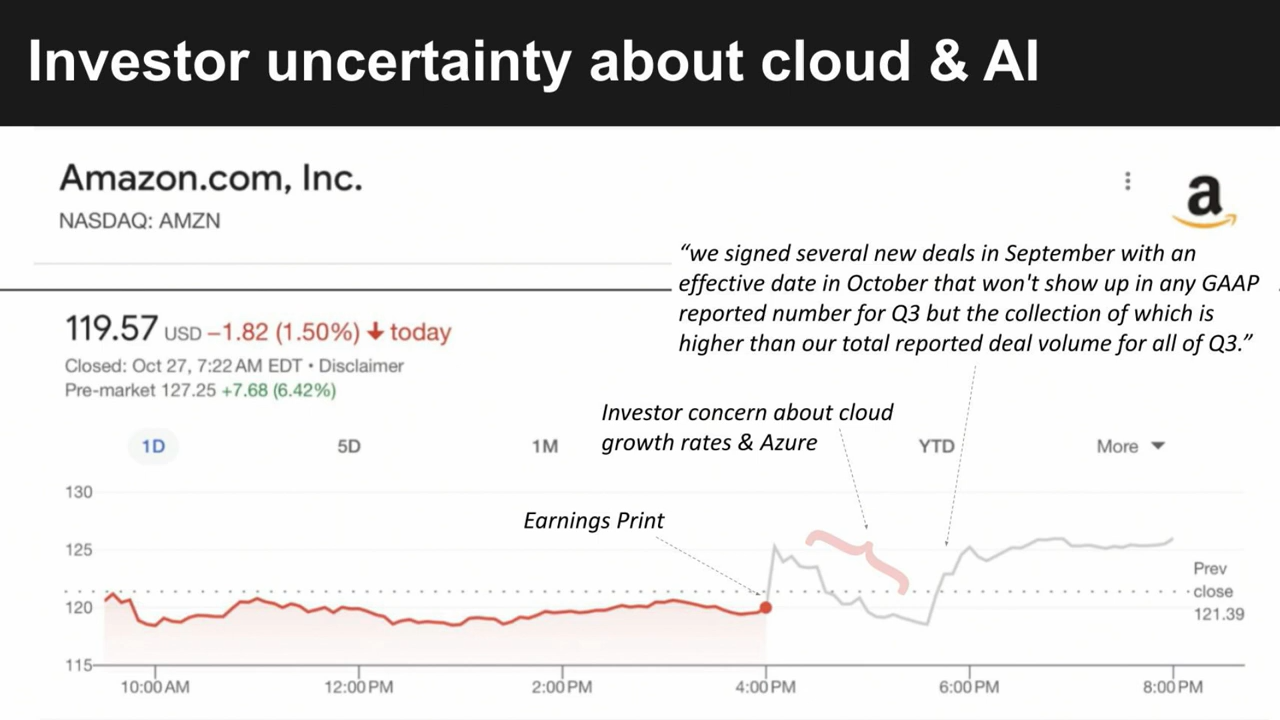 Investor uncertainty about cloud & AI
Amazon.com, Inc.
NASDAQ: AMZN
a
“we signed several new deals in September with an
effective date in October that won't show up in any GAAP
reported number for Q3 but the collection of which is
higher than our total reported deal volume for all of Q3.”
119.57 USD −1.82 (1.50%) ↓ today
Closed: Oct 27, 7:22 AM EDT • Disclaimer
Pre-market 127.25 +7.68 (6.42%)
Investor concern about cloud
growth rates & Azure
1D 5D 1M YTD More
Earnings Print
130
125
120
115
Prev
close
121.39
10:00 AM 12:00 PM 2:00 PM 4:00 PM 6:00 PM 8:00 PM